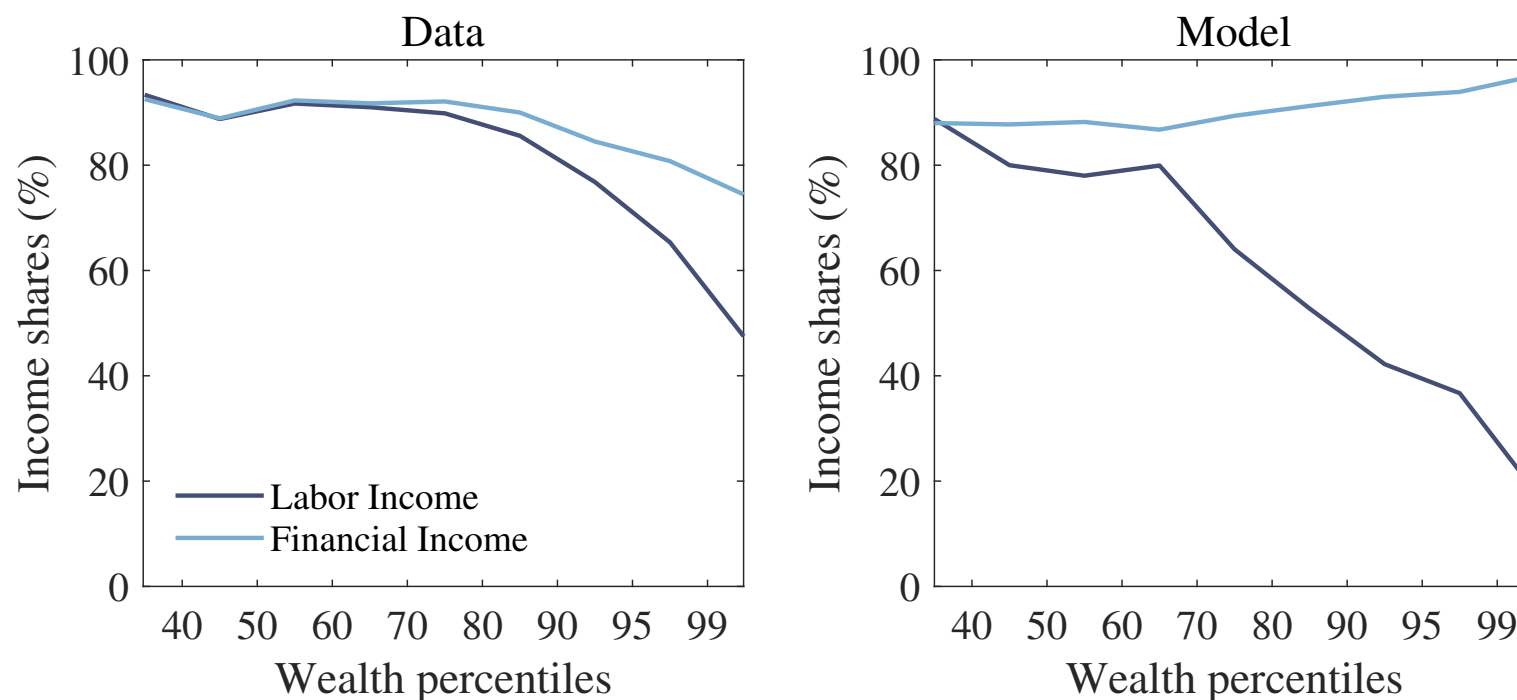 Data
Income shares (%)
100
80
60
40
20
0
Labor Income
Financial Income
40 50 60 70 80 90 95 99
Wealth percentiles
Model
Income shares (%)
100
80
60
40
20
0
40 50 60 70 80 90 95 99
Wealth percentiles